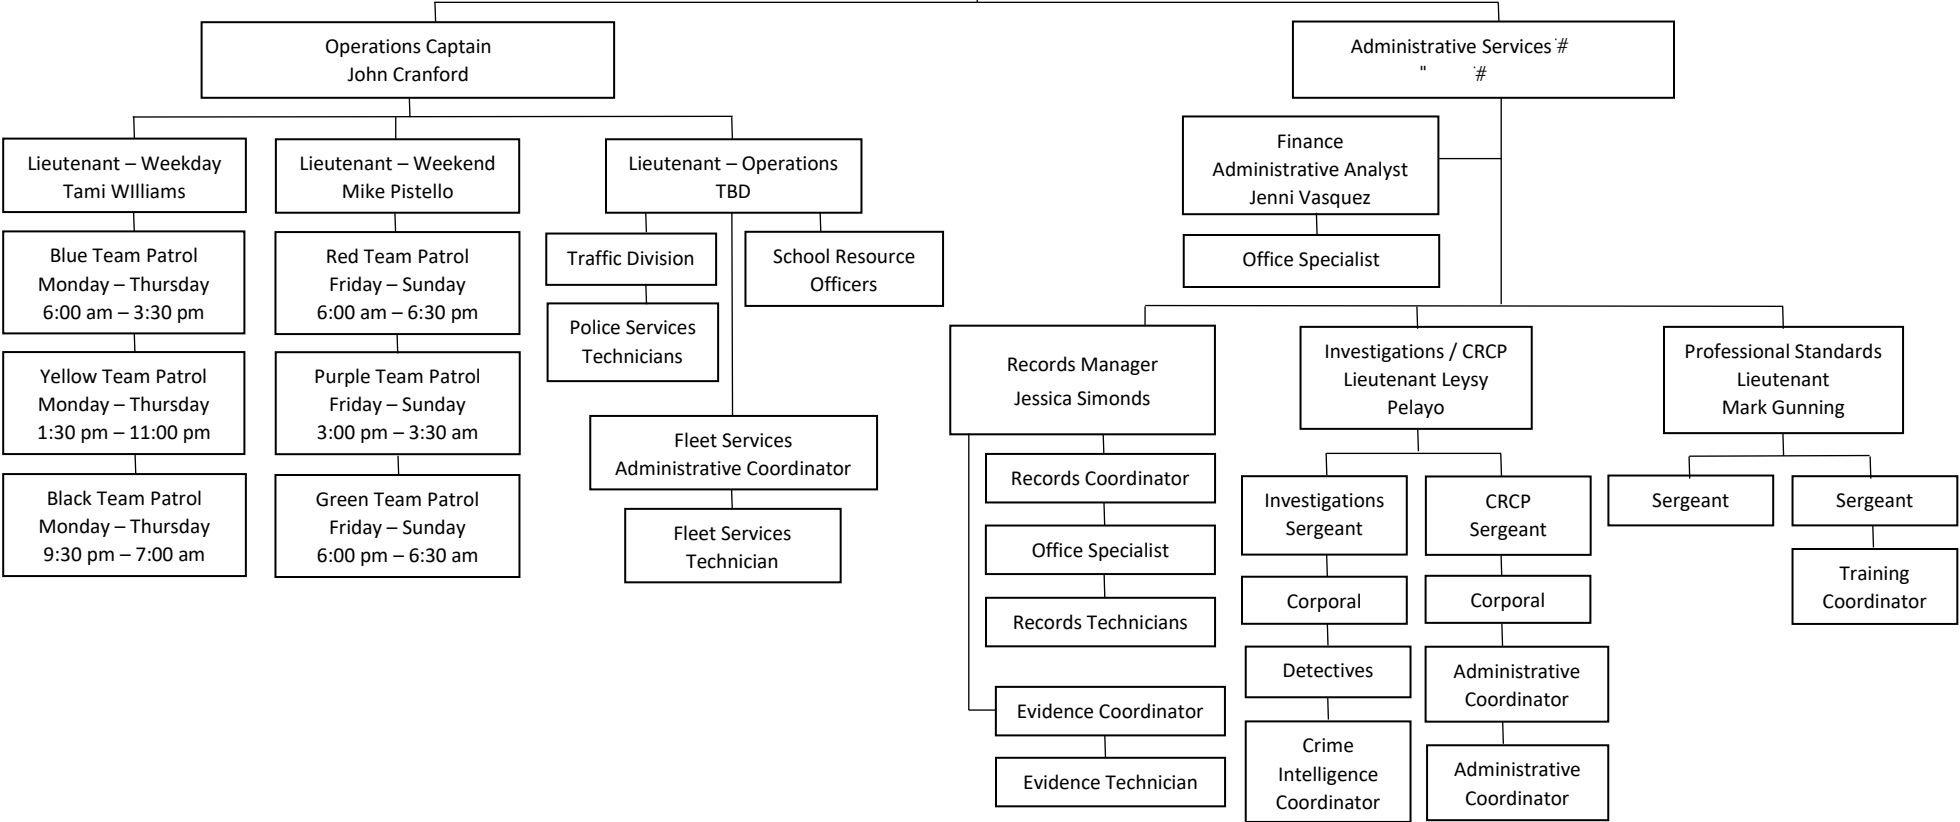 Operations Captain
John Cranford
Administrative Services
Lieutenant – Weekday
Tami WIlliams
Blue Team Patrol
Monday – Thursday
6:00 am – 3:30 pm
Yellow Team Patrol
Monday – Thursday
1:30 pm – 11:00 pm
Black Team Patrol
Monday – Thursday
9:30 pm – 7:00 am
Lieutenant – Weekend
Mike Pistello
Red Team Patrol
Friday – Sunday
6:00 am – 6:30 pm
Purple Team Patrol
Friday – Sunday
3:00 pm – 3:30 am
Green Team Patrol
Friday – Sunday
6:00 pm – 6:30 am
Lieutenant – Operations
TBD
Traffic Division
Police Services
Technicians
School Resource
Officers
Fleet Services
Administrative Coordinator
Fleet Services
Technician
Finance
Administrative Analyst
Jenni Vasquez
Office Specialist
Records Manager
Jessica Simonds
Records Coordinator
Office Specialist
Records Technicians
Evidence Coordinator
Evidence Technician
Investigations / CRCP
Lieutenant Leysy
Pelayo
Investigations
Sergeant
Corporal
Detectives
Crime
Intelligence
Coordinator
CRCP
Sergeant
Corporal
Administrative
Coordinator
Administrative
Coordinator
Professional Standards
Lieutenant
Mark Gunning
Sergeant
Sergeant
Training
Coordinator